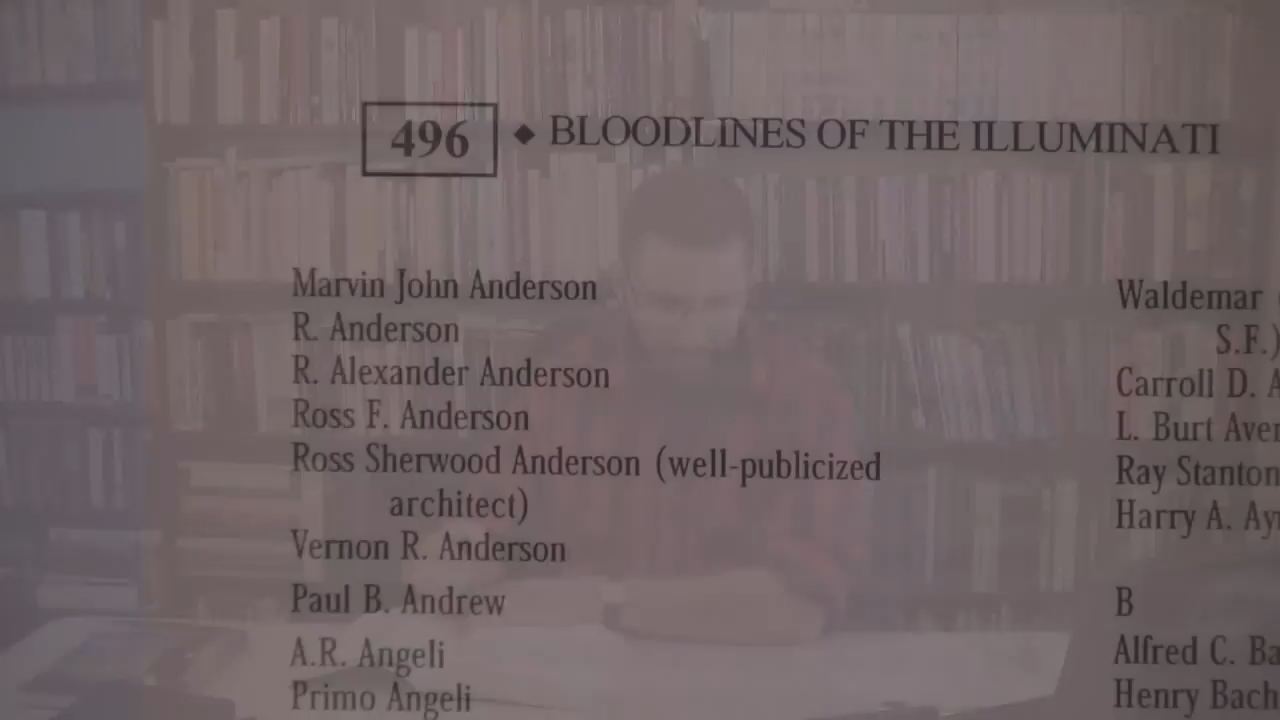 496 ◆ BLOODLINES OF THE ILLUMINATI
Marvin John Anderson
R. Anderson
R. Alexander Anderson
Ross F. Anderson
Ross Sherwood Anderson (well-publicized
architect)
Vernon R. Anderson
Paul B. Andrew
A.R. Angeli
Primo Angeli
Waldemar
S.F.)
Carroll D.
L. Burt
Ray Stanton
Harry A.
B
Alfred C.
Henry